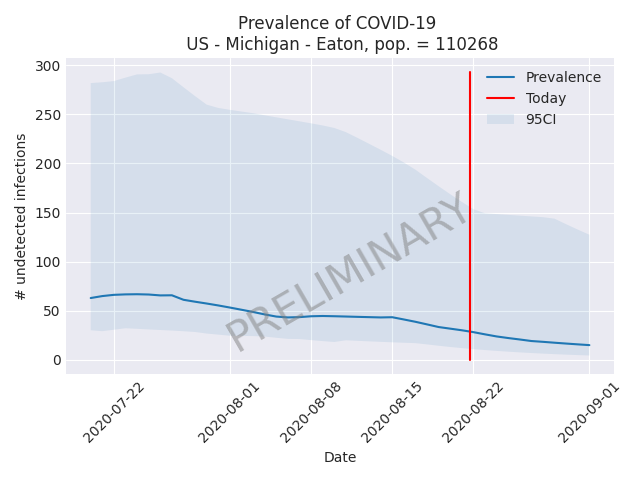 Prevalence of COVID-19
US - Michigan - Eaton, pop. = 110268
300
250
200
150
100
50
0
# undetected infections
Prevalence
Today
95CI
PRELIMINARY
2020-07-22
2020-08-01
2020-08-08
2020-08-15
2020-08-22
2020-09-01
Date